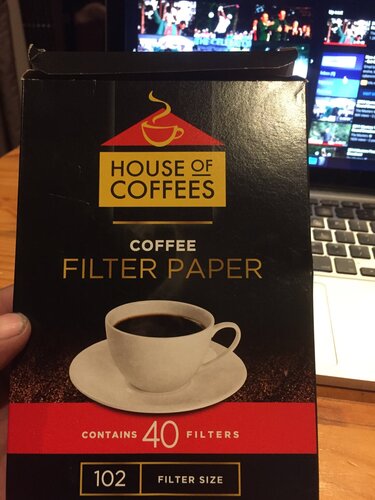 HOUSE OF
COFFEES
COFFEE
FILTER PAPER
CONTAINS 40 FILTERS
102 FILTER SIZE